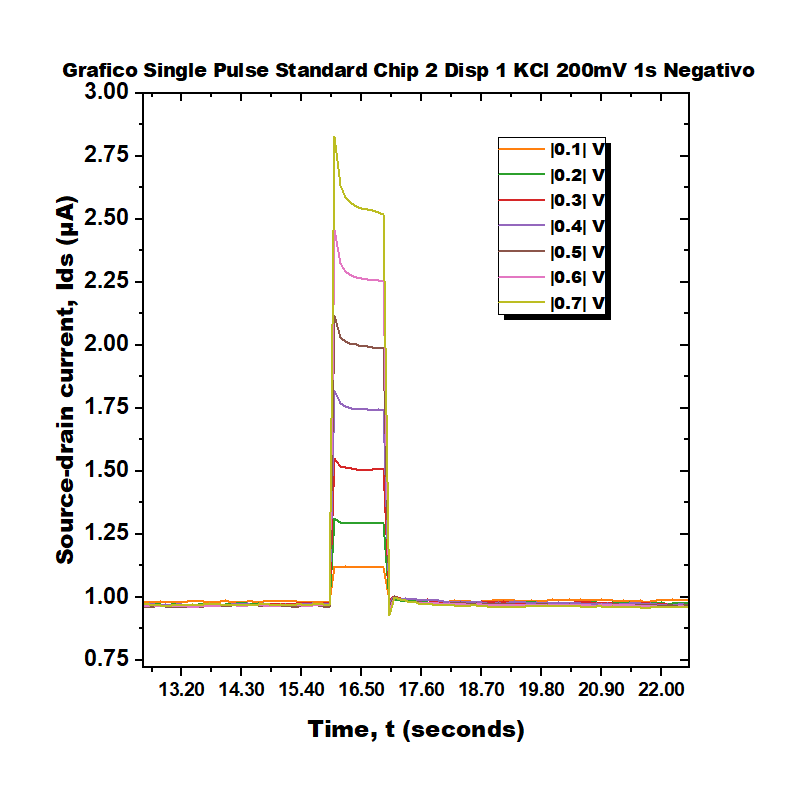 Grafico Single Pulse Standard Chip 2 Disp 1 KCl 200mV 1s Negativo
3.00
2.75
2.50
2.25
2.00
1.75
1.50
1.25
1.00
0.75
Source-drain current, Ids (µA)
|0.1| V
|0.2| V
|0.3| V
|0.4| V
|0.5| V
|0.6| V
|0.7| V
13.20 14.30 15.40 16.50 17.60 18.70 19.80 20.90 22.00
Time, t (seconds)